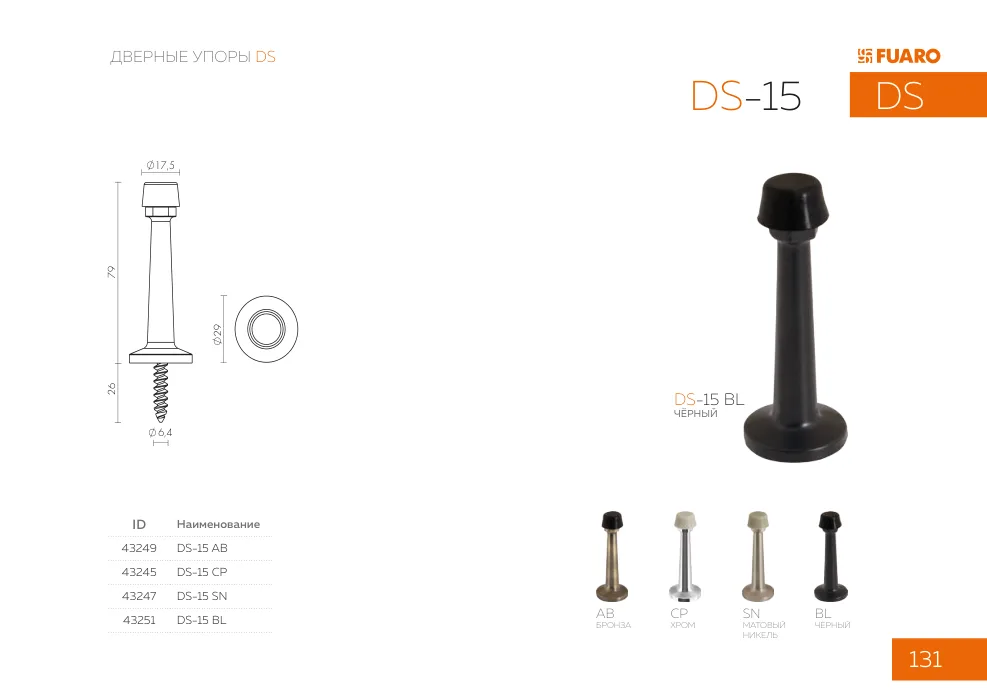 ДВЕРНЫЕ УПОРЫ DS
FUARO
DS-15
DS
Ø17,5
79
Ø29
26
Ø6,4
DS-15 BL
ЧЁРНЫЙ
ID Наименование
43249 DS-15 AB
43245 DS-15 CP
43247 DS-15 SN
43251 DS-15 BL
AB
БРОНЗА
CP
ХРОМ
SN
МАТОВЫЙ
НИКЕЛЬ
BL
ЧЕРНЫЙ
131